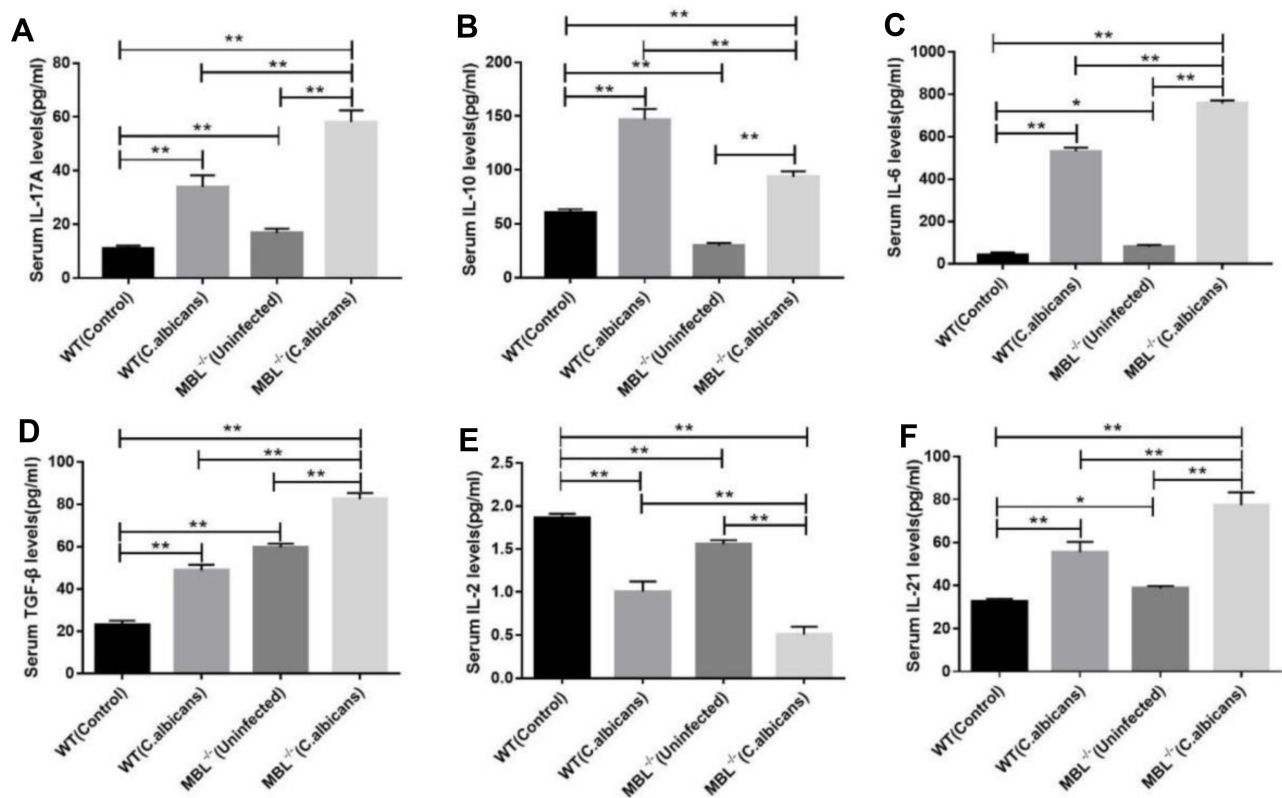 A
**
**
**
**
**
Serum IL-17A levels(pg/ml)
80
60
40
20
0
WT(Control)
WT(C.albicans)
MBL⁻/⁻(Uninfected)
MBL⁻/⁻(C.albicans)
B
**
**
**
**
**
Serum IL-10 levels(pg/ml)
200
150
100
50
0
WT(Control)
WT(C.albicans)
MBL⁻/⁻(Uninfected)
MBL⁻/⁻(C.albicans)
C
**
**
**
*
**
Serum IL-6 levels(pg/ml)
1000
800
600
400
200
0
WT(Control)
WT(C.albicans)
MBL⁻/⁻(Uninfected)
MBL⁻/⁻(C.albicans)
D
**
**
**
**
**
Serum TGF-β levels(pg/ml)
100
80
60
40
20
0
WT(Control)
WT(C.albicans)
MBL⁻/⁻(Uninfected)
MBL⁻/⁻(C.albicans)
E
**
**
**
**
**
Serum IL-2 levels(pg/ml)
2.5
2.0
1.5
1.0
0.5
0.0
WT(Control)
WT(C.albicans)
MBL⁻/⁻(Uninfected)
MBL⁻/⁻(C.albicans)
F
**
**
**
*
**
Serum IL-21 levels(pg/ml)
100
80
60
40
20
0
WT(Control)
WT(C.albicans)
MBL⁻/⁻(Uninfected)
MBL⁻/⁻(C.albicans)